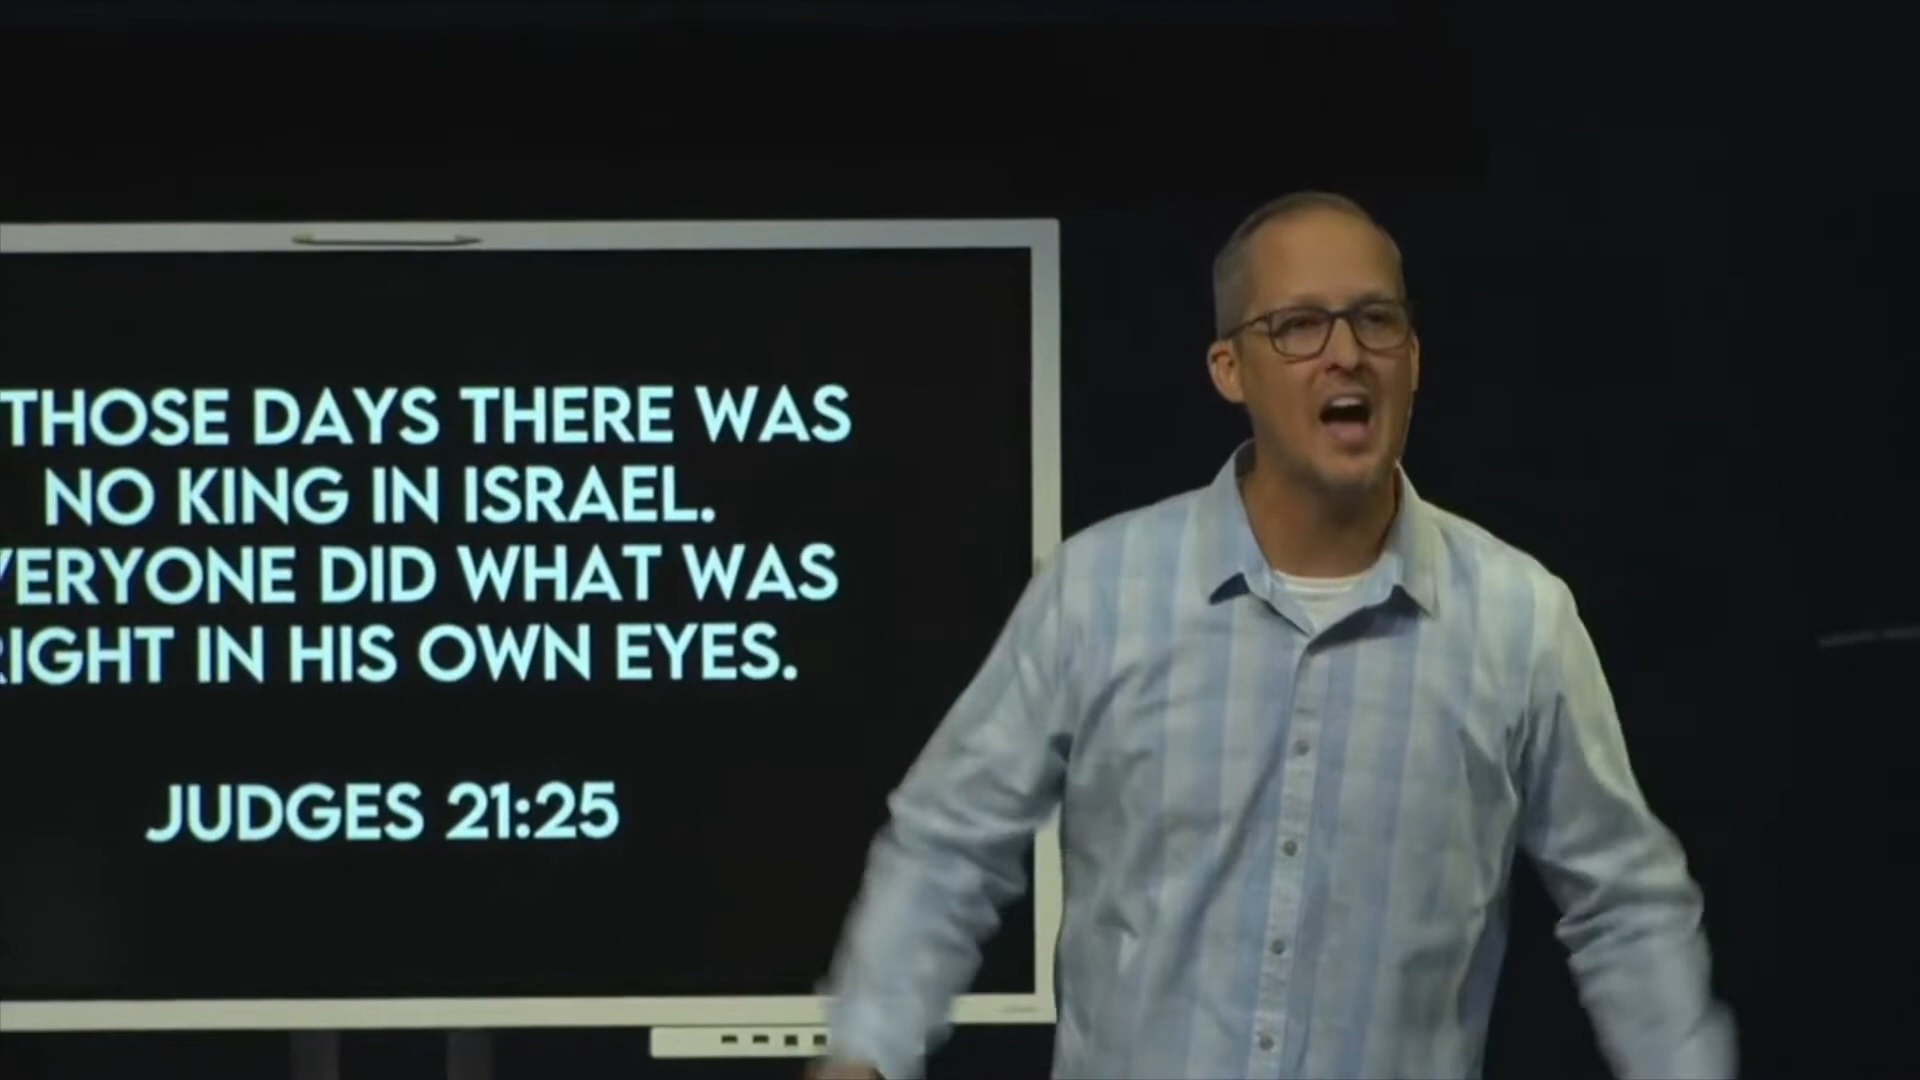 THOSE DAYS THERE WAS
NO KING IN ISRAEL.
VERYONE DID WHAT WAS
RIGHT IN HIS OWN EYES.
JUDGES 21:25